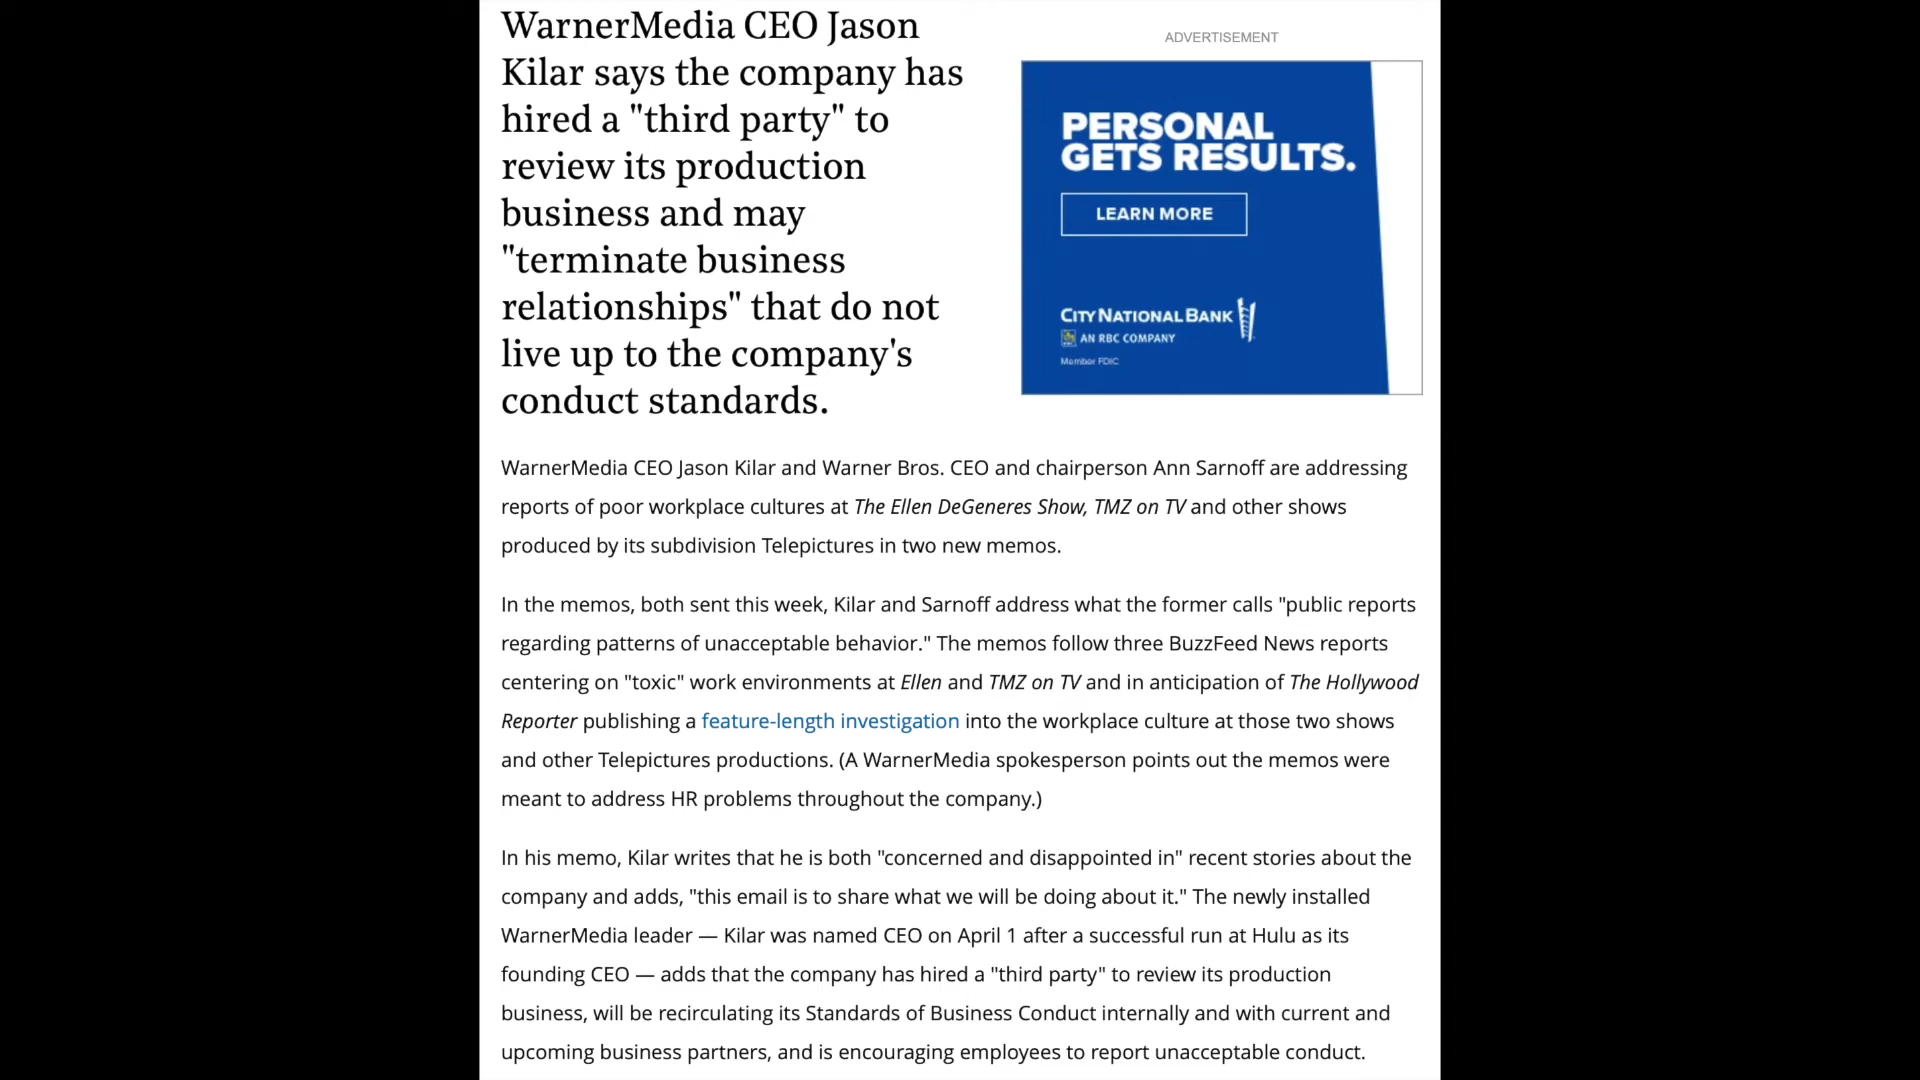 WarnerMedia CEO Jason
Kilar says the company has
hired a "third party" to
review its production
business and may
"terminate business
relationships" that do not
live up to the company's
conduct standards.
ADVERTISEMENT
PERSONAL
GETS RESULTS.
LEARN MORE
CITY NATIONAL BANK
AN RBC COMPANY
Member FDIC
WarnerMedia CEO Jason Kilar and Warner Bros. CEO and chairperson Ann Sarnoff are addressing
reports of poor workplace cultures at The Ellen DeGeneres Show, TMZ on TV and other shows
produced by its subdivision Telepictures in two new memos.
In the memos, both sent this week, Kilar and Sarnoff address what the former calls "public reports
regarding patterns of unacceptable behavior." The memos follow three BuzzFeed News reports
centering on "toxic" work environments at Ellen and TMZ on TV and in anticipation of The Hollywood
Reporter publishing a feature-length investigation into the workplace culture at those two shows
and other Telepictures productions. (A WarnerMedia spokesperson points out the memos were
meant to address HR problems throughout the company.)
In his memo, Kilar writes that he is both "concerned and disappointed in" recent stories about the
company and adds, "this email is to share what we will be doing about it." The newly installed
WarnerMedia leader — Kilar was named CEO on April 1 after a successful run at Hulu as its
founding CEO — adds that the company has hired a "third party" to review its production
business, will be recirculating its Standards of Business Conduct internally and with current and
upcoming business partners, and is encouraging employees to report unacceptable conduct.